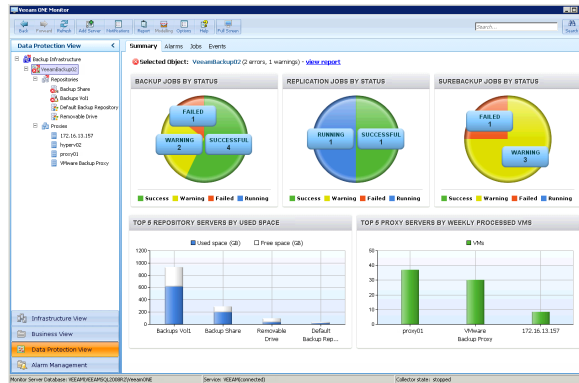 Veeam ONE Monitor
Back Forward Refresh Add Server Notifications Report Modeling Options Help Full Screen
Search...
Search
Data Protection View
Summary Alarms Jobs Events
Backup Infrastructure
VeeamBackup02
Repositories
Backup Share
Backups Vol1
Default Backup Repository
Removable Drive
Proxies
172.16.13.157
hyperv02
proxy01
VMware Backup Proxy
Selected Object: VeeamBackup02 (2 errors, 1 warnings) - view report
BACKUP JOBS BY STATUS
FAILED
1
WARNING
2
SUCCESSFUL
4
Success Warning Failed Running
REPLICATION JOBS BY STATUS
RUNNING
1
SUCCESSFUL
1
Success Warning Failed Running
SUREBACKUP JOBS BY STATUS
FAILED
1
WARNING
3
Success Warning Failed Running
TOP 5 REPOSITORY SERVERS BY USED SPACE
Used space (GB) Free space (GB)
1200
1000
800
600
400
200
0
Backups Vol1 Backup Share Removable Drive Default Backup Rep...
TOP 5 PROXY SERVERS BY WEEKLY PROCESSED VMS
VMs
50
40
30
20
10
0
proxy01 VMware Backup Proxy 172.16.13.157
Infrastructure View
Business View
Data Protection View
Alarm Management
Service: VEEAM(connected)
Collector state: stopped